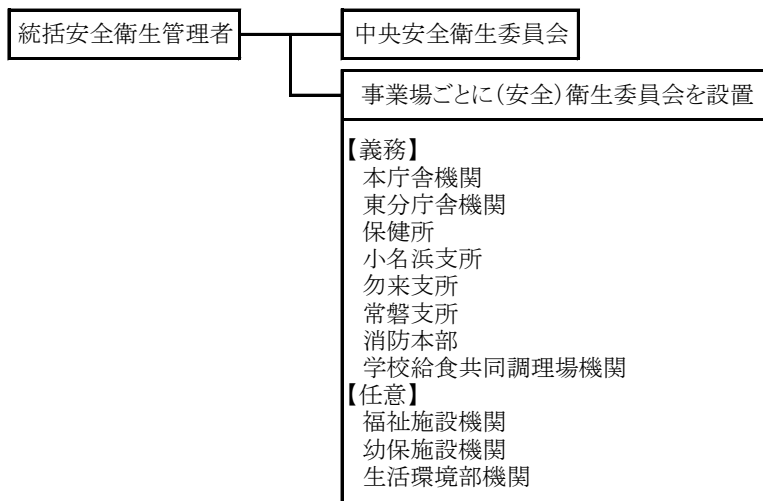 統括安全衛生管理者
中央安全衛生委員会
事業場ごとに(安全)衛生委員会を設置
【義務】
本庁舎機関
東分庁舎機関
保健所
小名浜支所
勿来支所
常磐支所
消防本部
学校給食共同調理場機関
【任意】
福祉施設機関
幼保施設機関
生活環境部機関